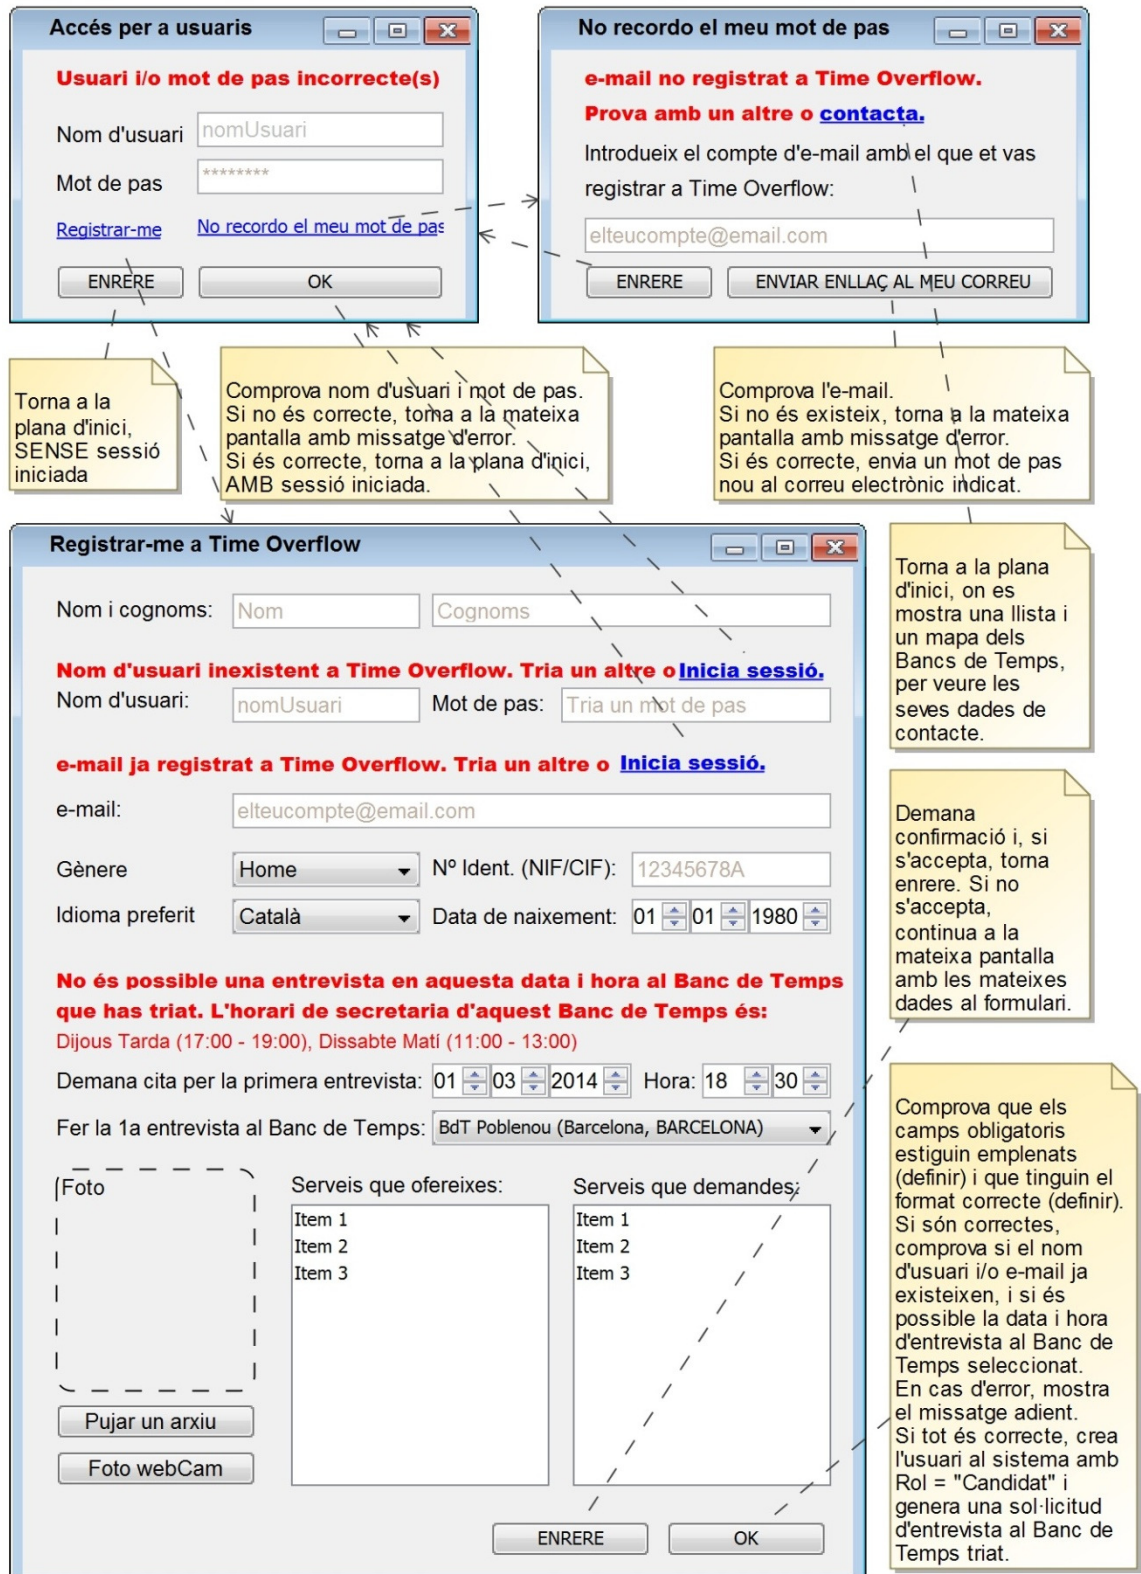 Accés per a usuaris
Usuari i/o mot de pas incorrecte(s)
Nom d'usuari nomUsuari
Mot de pas ********
Registrar-me No recordo el meu mot de pas
ENRERE OK
No recordo el meu mot de pas
e-mail no registrat a Time Overflow.
Prova amb un altre o contacta.
Introdueix el compte d'e-mail amb el que et vas
registrar a Time Overflow:
elteucompte@email.com
ENRERE ENVIAR ENLLAÇ AL MEU CORREU
Torna a la
plana d'inici,
SENSE sessió
iniciada
Comprova nom d'usuari i mot de pas.
Si no és correcte, torna a la mateixa
pantalla amb missatge d'error.
Si és correcte, torna a la plana d'inici,
AMB sessió iniciada.
Comprova l'e-mail.
Si no és existeix, torna a la mateixa
pantalla amb missatge d'error.
Si és correcte, envia un mot de pas
nou al correu electrònic indicat.
Registrar-me a Time Overflow
Nom i cognoms: Nom Cognoms
Nom d'usuari inexistent a Time Overflow. Tria un altre o Inicia sessió.
Nom d'usuari: nomUsuari Mot de pas: Tria un mot de pas
e-mail ja registrat a Time Overflow. Tria un altre o Inicia sessió.
e-mail: elteucompte@email.com
Gènere Home Nº Ident. (NIF/CIF): 12345678A
Idioma preferit Català Data de naixement: 01 01 1980
No és possible una entrevista en aquesta data i hora al Banc de Temps
que has triat. L'horari de secretaria d'aquest Banc de Temps és:
Dijous Tarda (17:00 - 19:00), Dissabte Matí (11:00 - 13:00)
Demana cita per la primera entrevista: 01 03 2014 Hora: 18 30
Fer la 1a entrevista al Banc de Temps: BdT Poblenou (Barcelona, BARCELONA)
Foto
Pujar un arxiu
Foto webCam
Serveis que ofereixes:
Item 1
Item 2
Item 3
Serveis que demandes:
Item 1
Item 2
Item 3
ENRERE OK
Torna a la plana
d'inici, on es
mostra una llista i
un mapa dels
Bancs de Temps,
per veure les
seves dades de
contacte.
Demana
confirmació i, si
s'accepta, torna
enrere. Si no
s'accepta,
continua a la
mateixa pantalla
amb les mateixes
dades al formulari.
Comprova que els
camps obligatoris
estiguin emplenats
(definir) i que tinguin el
format correcte (definir).
Si són correctes,
comprova si el nom
d'usuari i/o e-mail ja
existeixen, i si és
possible la data i hora
d'entrevista al Banc de
Temps seleccionat.
En cas d'error, mostra
el missatge adient.
Si tot és correcte, crea
l'usuari al sistema amb
Rol = "Candidat" i
genera una sol·licitud
d'entrevista al Banc de
Temps triat.